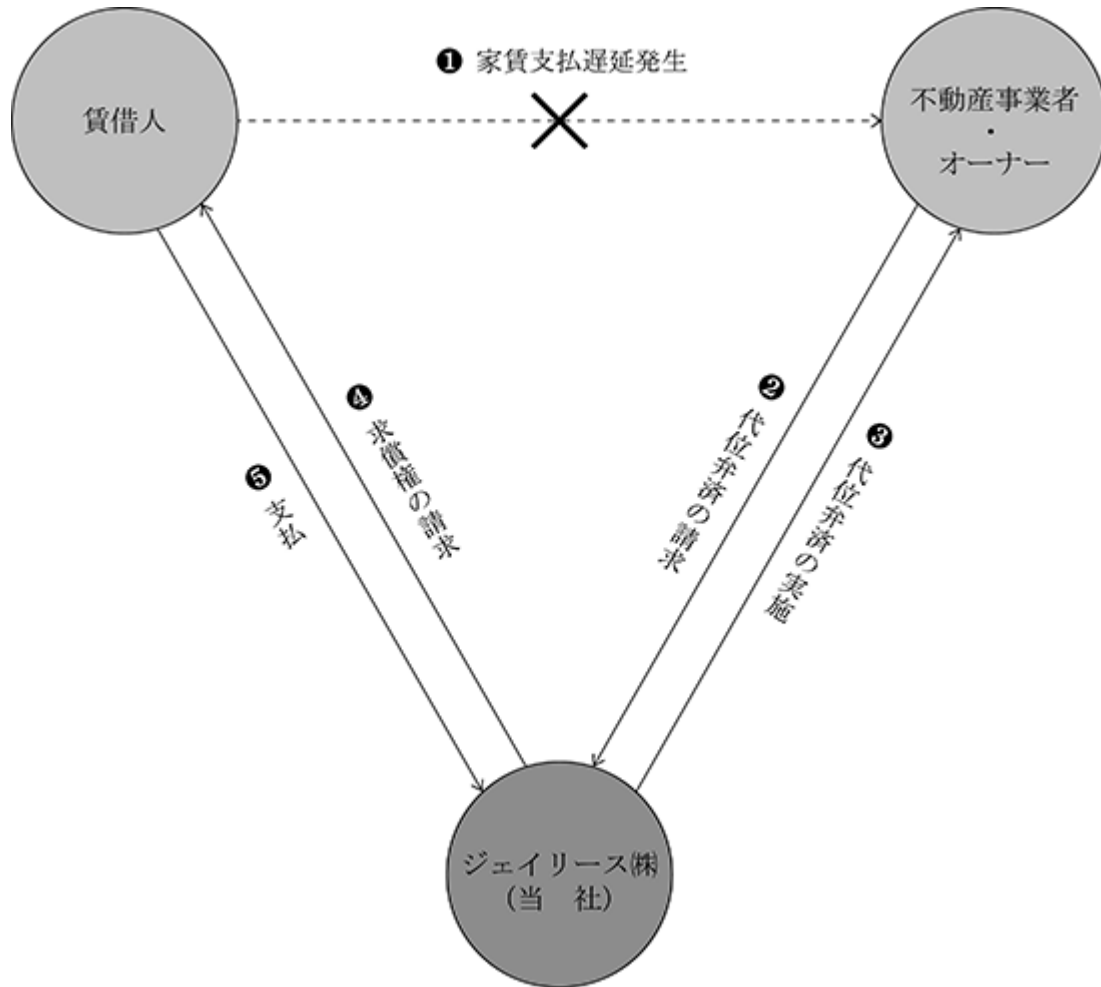 ❶ 家賃支払遅延発生
賃借人
不動産事業者
・
オーナー
❷ 代位弁済の請求
❸ 代位弁済の実施
❹ 求償権の請求
❺ 支払
ジェイリース㈱
(当　社)